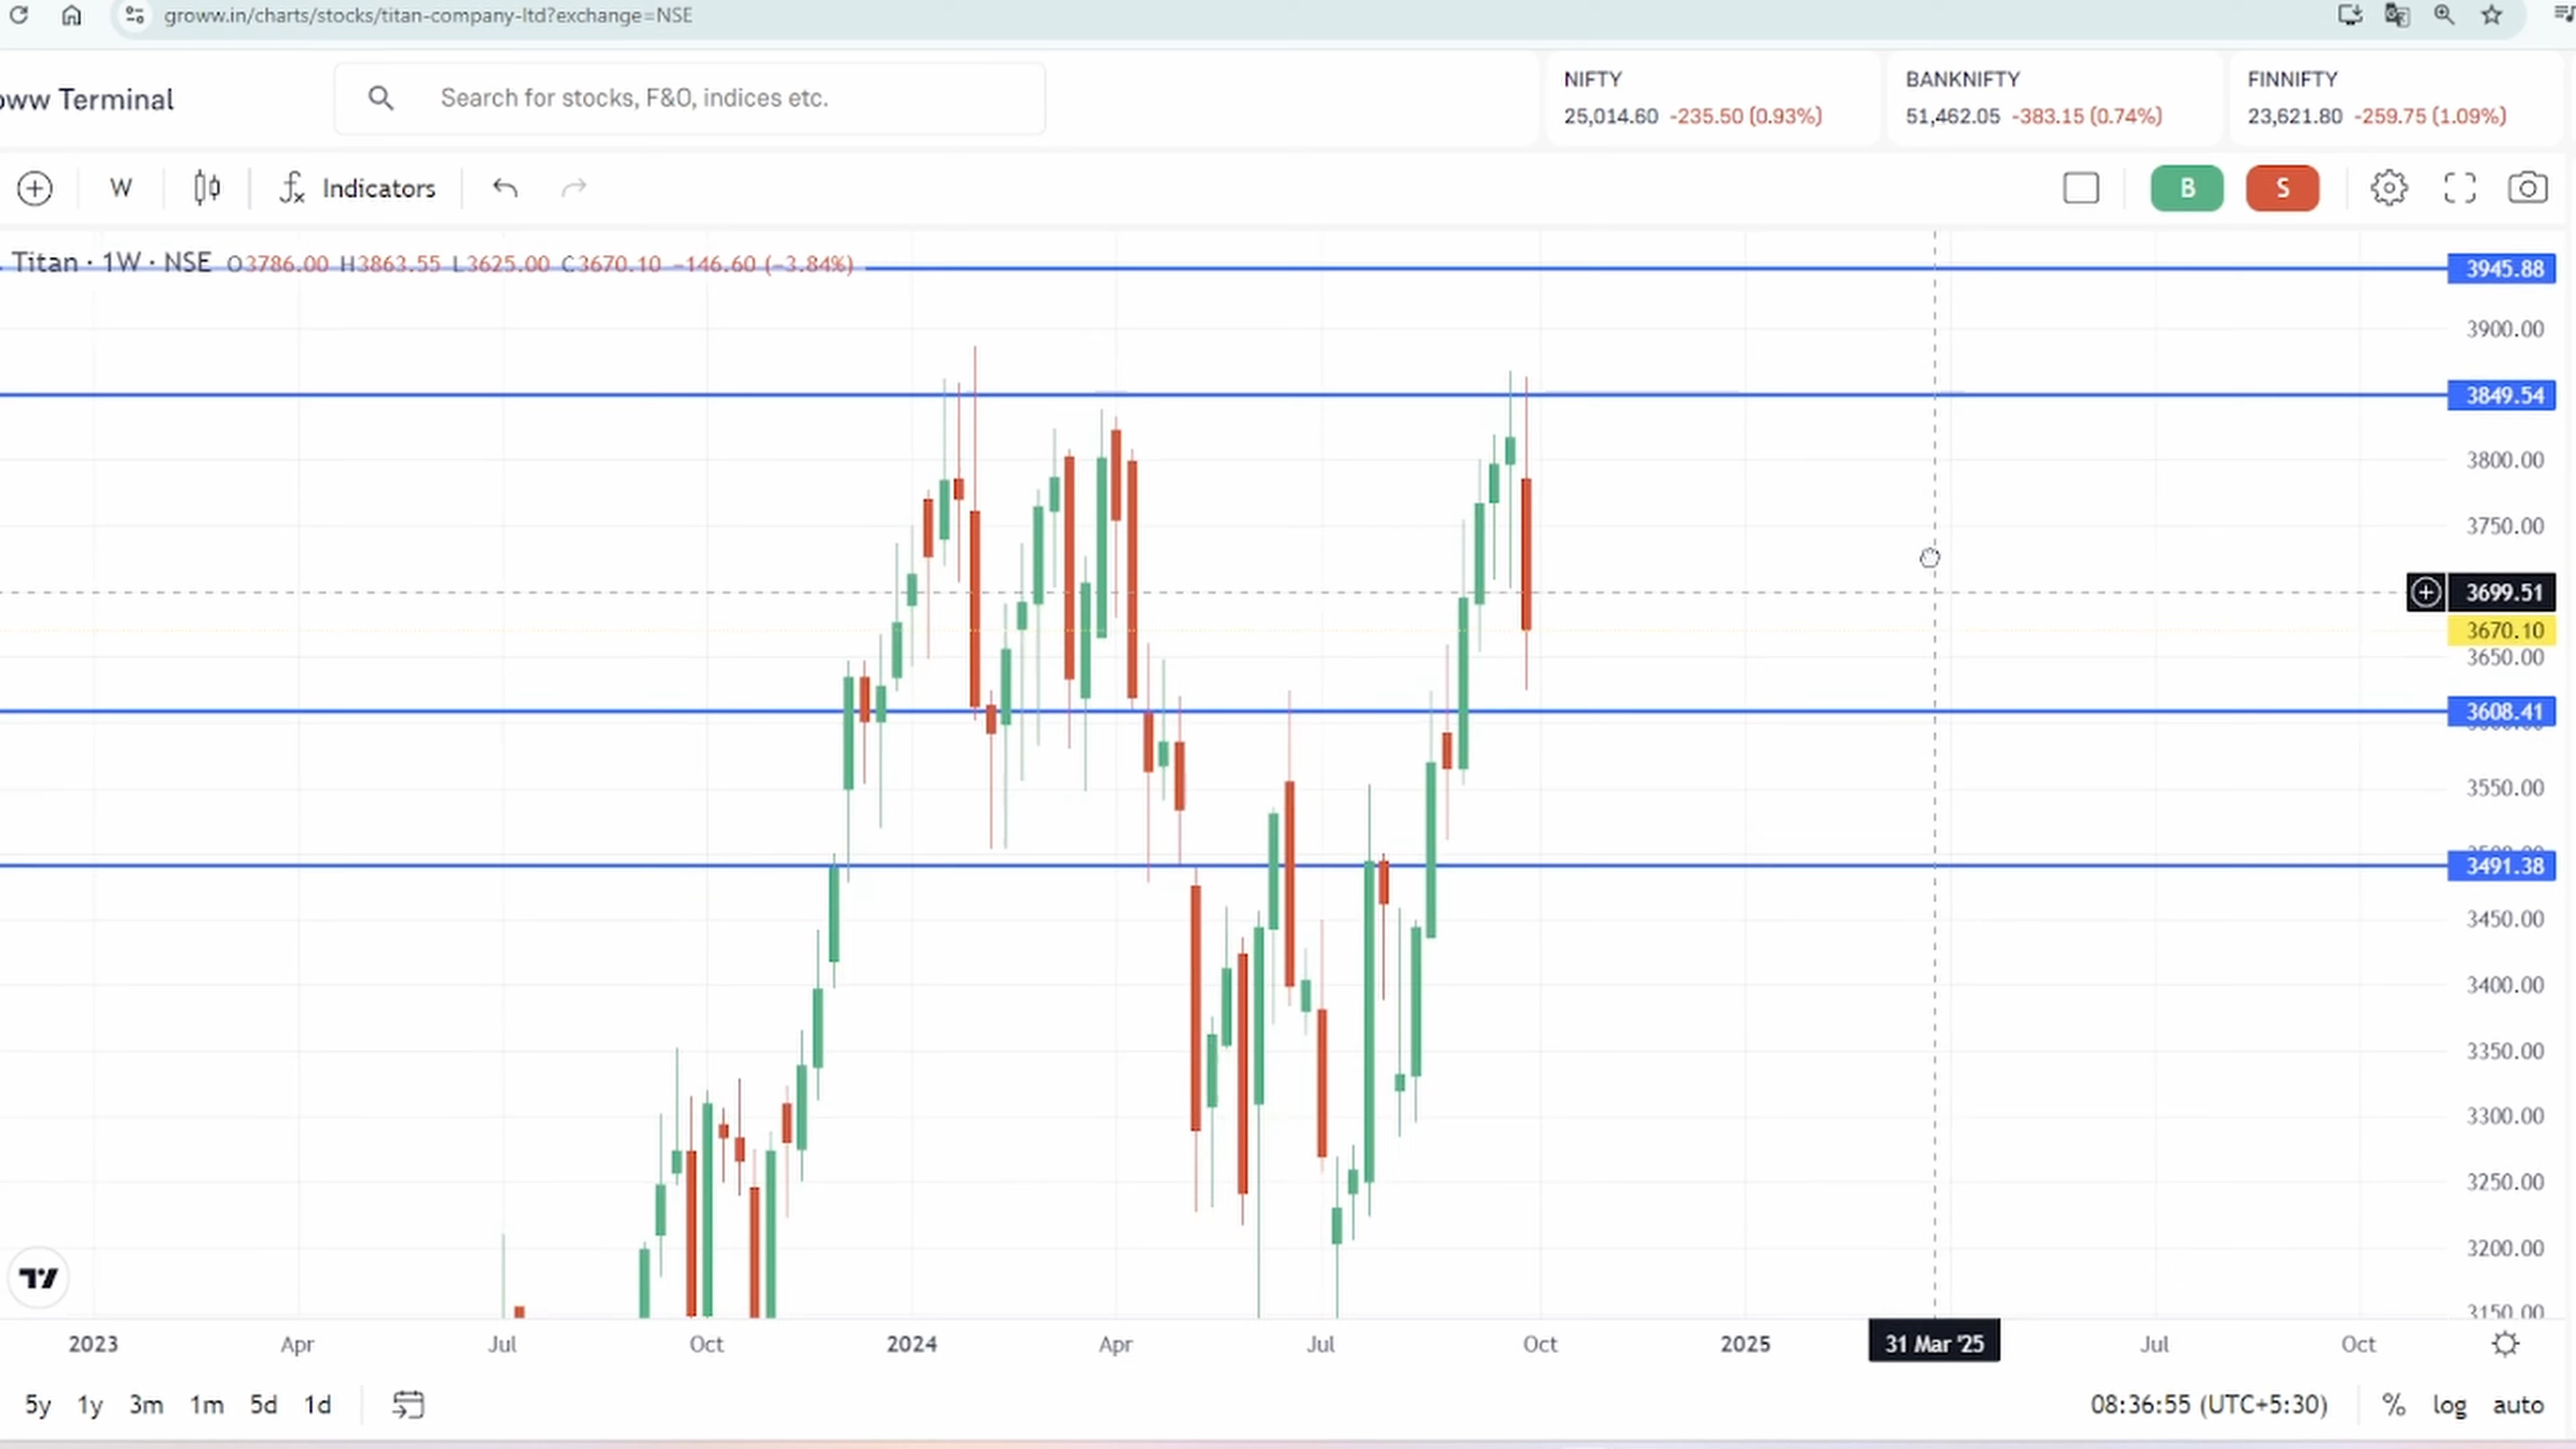 groww.in/charts/stocks/titan-company-ltd?exchange=NSE
oww Terminal
Search for stocks, F&O, indices etc.
NIFTY
25,014.60 -235.50 (0.93%)
BANKNIFTY
51,462.05 -383.15 (0.74%)
FINNIFTY
23,621.80 -259.75 (1.09%)
W
Indicators
B
S
Titan · 1W · NSE O3786.00 H3863.55 L3625.00 C3670.10 −146.60 (−3.84%)
3945.88
3900.00
3849.54
3800.00
3750.00
3699.51
3670.10
3650.00
3608.41
3550.00
3491.38
3450.00
3400.00
3350.00
3300.00
3250.00
3200.00
3150.00
2023 Apr Jul Oct 2024 Apr Jul Oct 2025 31 Mar '25 Jul Oct
5y 1y 3m 1m 5d 1d
08:36:55 (UTC+5:30) % log auto